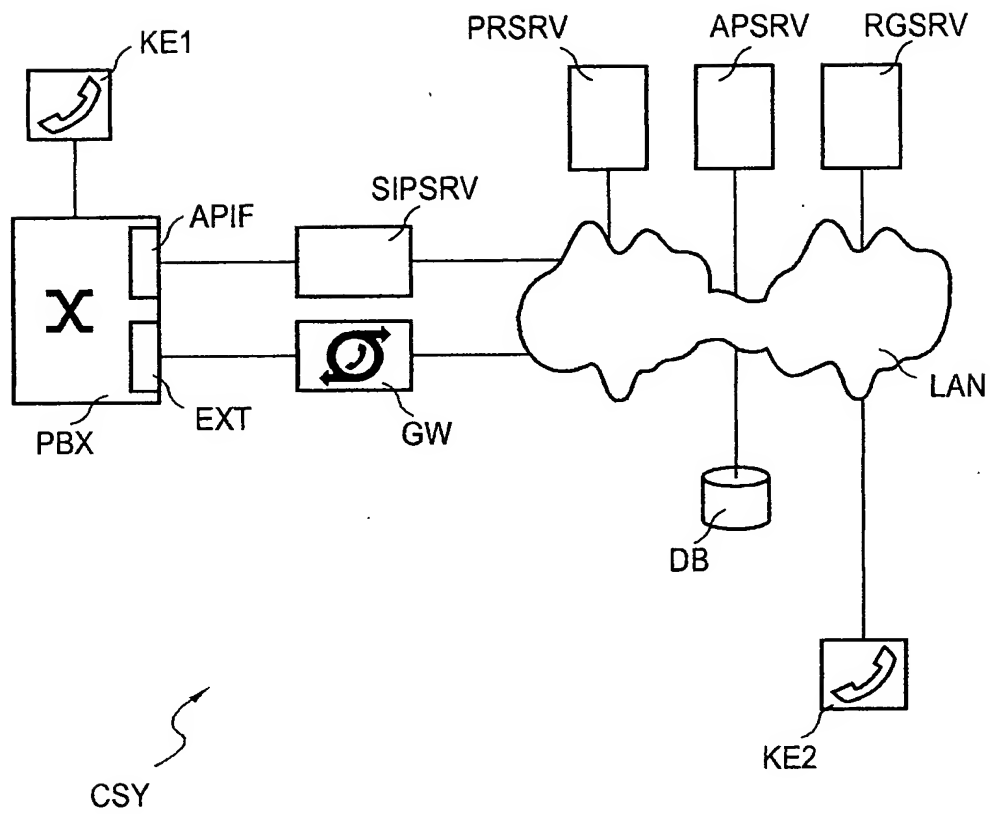 KE1
PRSRV
APSRV
RGSRV
APIF
SIPSRV
PBX
EXT
GW
LAN
DB
KE2
CSY